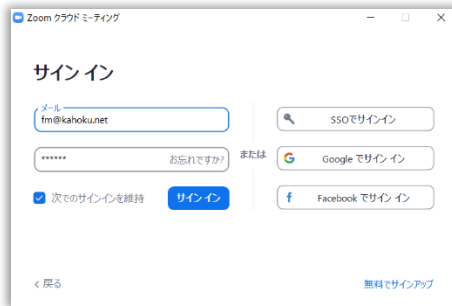 Zoom クラウド ミーティング
サイン イン
メール
fm@kahoku.net
****** お忘れですか?
次でのサインインを維持
サイン イン
または
SSOでサインイン
Google でサイン イン
Facebook でサイン イン
< 戻る
無料でサインアップ